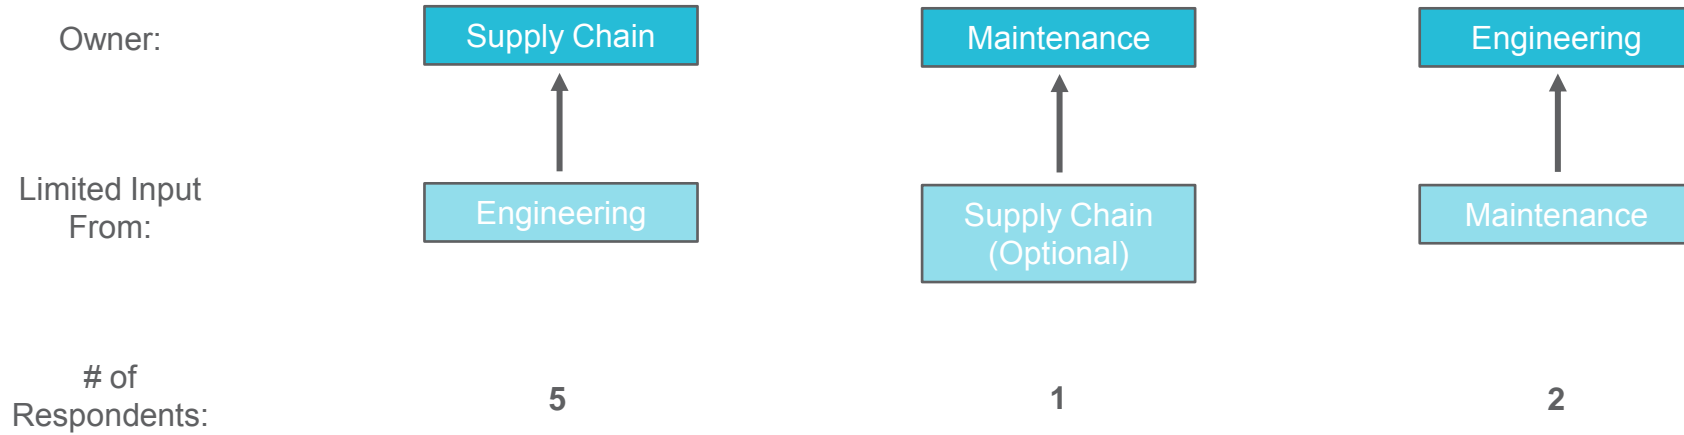 Owner:
Supply Chain
Maintenance
Engineering
Limited Input
From:
Engineering
Supply Chain
(Optional)
Maintenance
# of
Respondents:
5
1
2